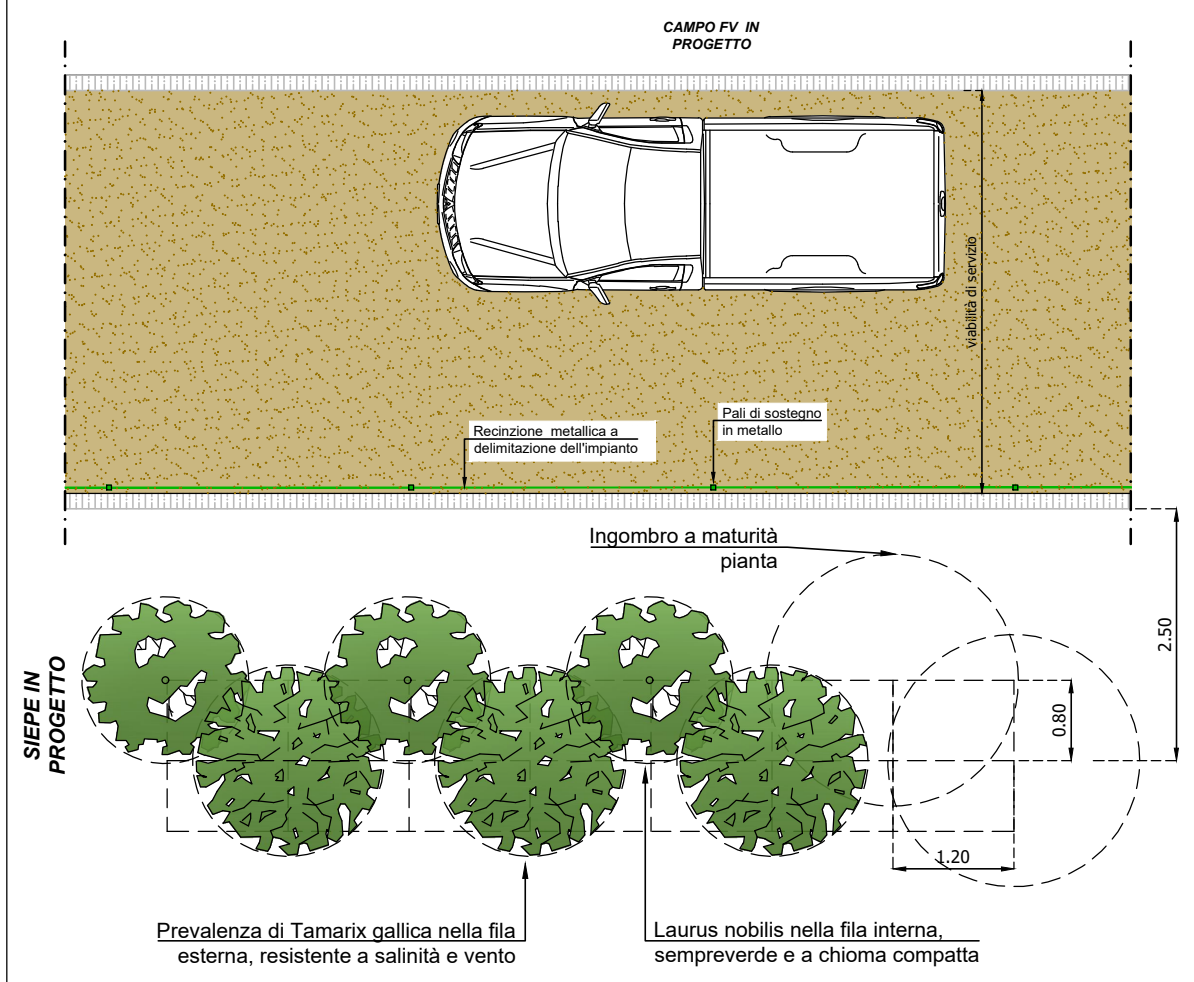 CAMPO FV IN
PROGETTO
viabilità di servizio
Pali di sostegno
in metallo
Recinzione metallica a
delimitazione dell'impianto
Ingombro a maturità
pianta
2.50
0.80
SIEPE IN
PROGETTO
1.20
Prevalenza di Tamarix gallica nella fila
esterna, resistente a salinità e vento
Laurus nobilis nella fila interna,
sempreverde e a chioma compatta